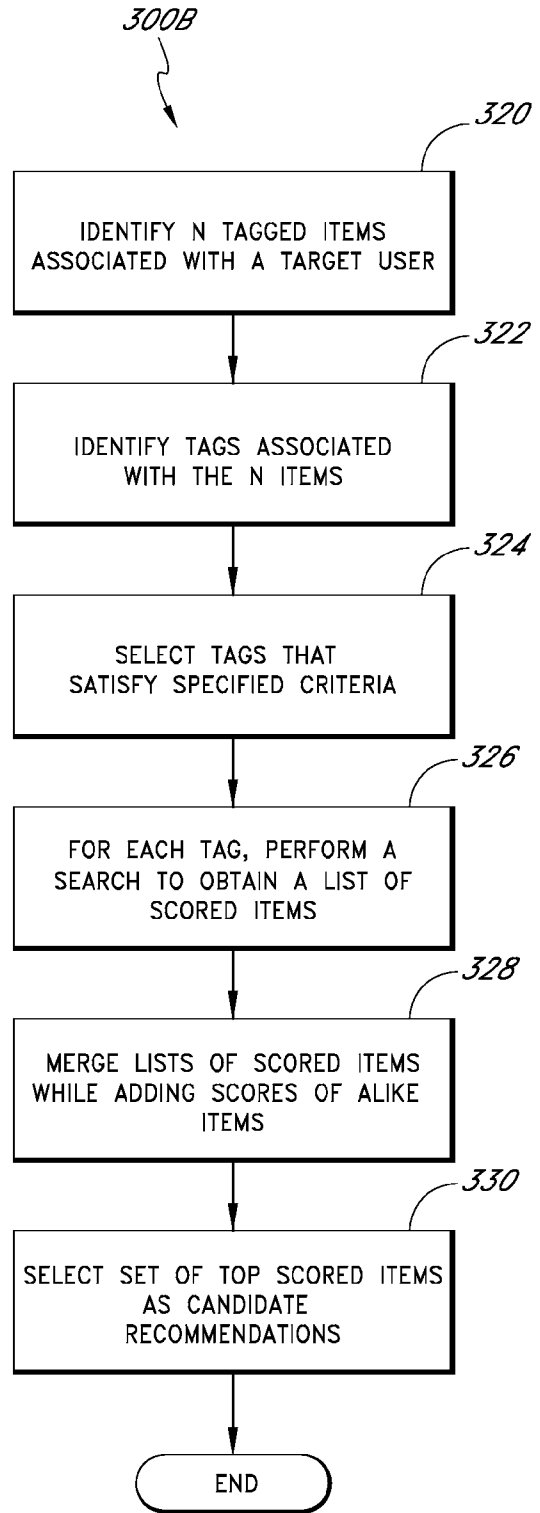 300B
320
IDENTIFY N TAGGED ITEMS
ASSOCIATED WITH A TARGET USER
322
IDENTIFY TAGS ASSOCIATED
WITH THE N ITEMS
324
SELECT TAGS THAT
SATISFY SPECIFIED CRITERIA
326
FOR EACH TAG, PERFORM A
SEARCH TO OBTAIN A LIST OF
SCORED ITEMS
328
MERGE LISTS OF SCORED ITEMS
WHILE ADDING SCORES OF ALIKE
ITEMS
330
SELECT SET OF TOP SCORED ITEMS
AS CANDIDATE
RECOMMENDATIONS
END